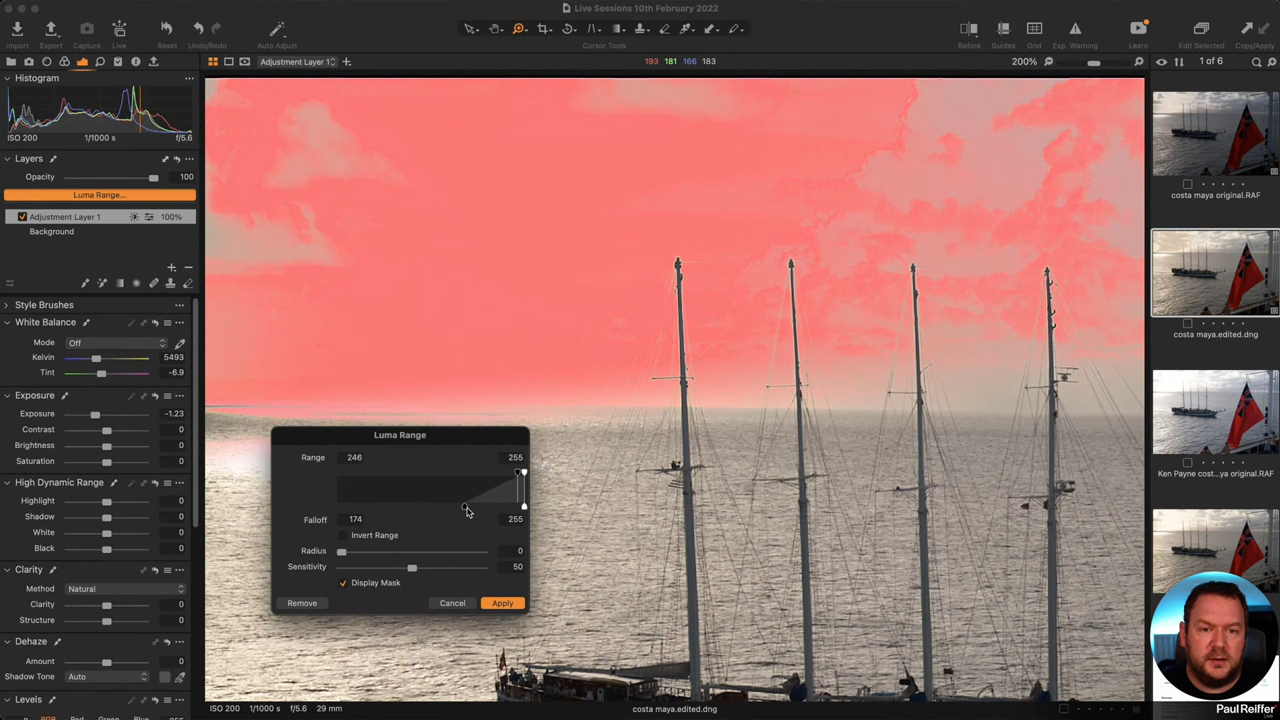 Live Sessions 10th February 2022
Import Export Capture Live Reset Undo/Redo Auto Adjust Cursor Tools Before Guides Grid Exp. Warning Learn Edit Selected Copy/Apply
Adjustment Layer 1 193 181 166 183 200% 1 of 6
Histogram
ISO 200 1/1000 s f/5.6
Layers
Opacity 100
Luma Range...
Adjustment Layer 1 100%
Background
Style Brushes
White Balance
Mode Off
Kelvin 5493
Tint -6.9
Exposure
Exposure -1.23
Contrast 0
Brightness 0
Saturation 0
High Dynamic Range
Highlight 0
Shadow 0
White 0
Black 0
Clarity
Method Natural
Clarity 0
Structure 0
Dehaze
Amount 0
Shadow Tone Auto
Levels
RGB Red Green Blue
Luma Range
Range 246 255
Falloff 174 255
Invert Range
Radius 0
Sensitivity 50
Display Mask
Remove Cancel Apply
ISO 200 1/1000 s f/5.6 29 mm costa maya.edited.dng
costa maya original.RAF
costa maya.edited.dng
Ken Payne cost...ya original.RAF
Paul Reiffer
Live